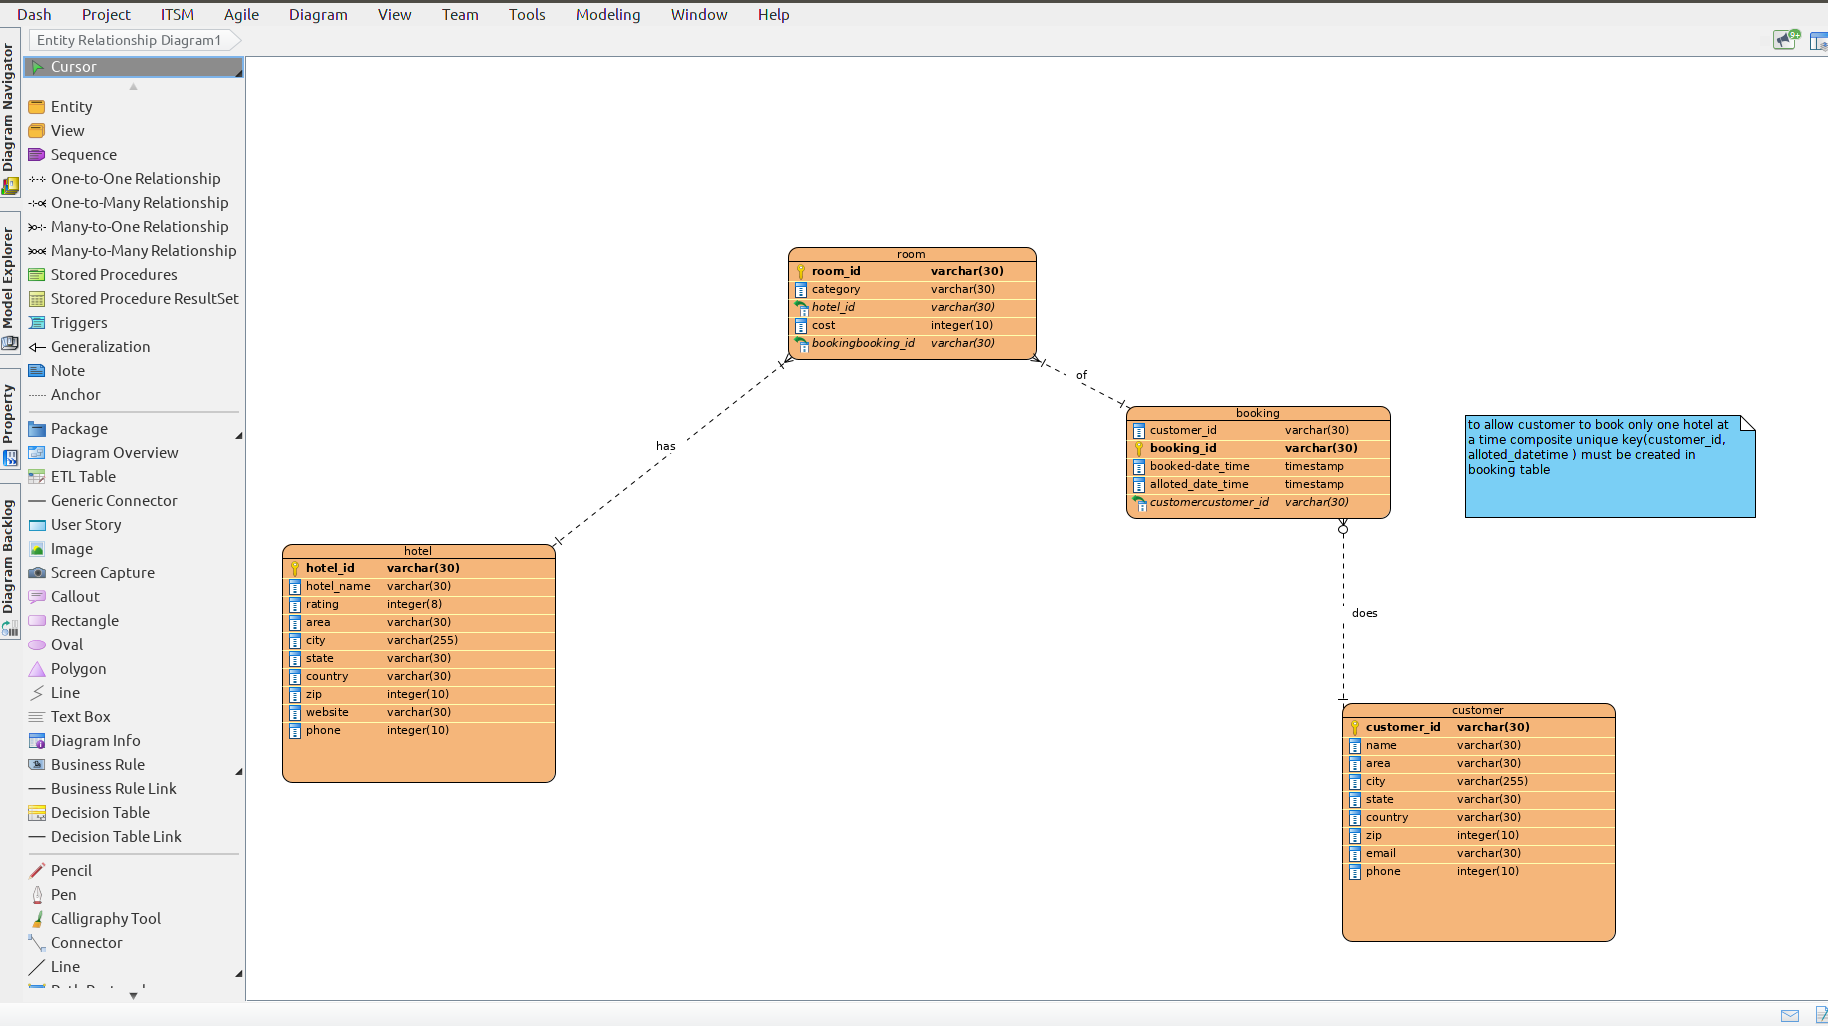 Dash Project ITSM Agile Diagram View Team Tools Modeling Window Help
Entity Relationship Diagram1
9+
Diagram Navigator
Model Explorer
Property
Diagram Backlog
Cursor
Entity
View
Sequence
One-to-One Relationship
One-to-Many Relationship
Many-to-One Relationship
Many-to-Many Relationship
Stored Procedures
Stored Procedure ResultSet
Triggers
Generalization
Note
Anchor
Package
Diagram Overview
ETL Table
Generic Connector
User Story
Image
Screen Capture
Callout
Rectangle
Oval
Polygon
Line
Text Box
Diagram Info
Business Rule
Business Rule Link
Decision Table
Decision Table Link
Pencil
Pen
Calligraphy Tool
Connector
Line
room
room_id varchar(30)
category varchar(30)
hotel_id varchar(30)
cost integer(10)
bookingbooking_id varchar(30)
of
has
booking
customer_id varchar(30)
booking_id varchar(30)
booked-date_time timestamp
alloted_date_time timestamp
customercustomer_id varchar(30)
to allow customer to book only one hotel at
a time composite unique key(customer_id,
alloted_datetime ) must be created in
booking table
does
hotel
hotel_id varchar(30)
hotel_name varchar(30)
rating integer(8)
area varchar(30)
city varchar(255)
state varchar(30)
country varchar(30)
zip integer(10)
website varchar(30)
phone integer(10)
customer
customer_id varchar(30)
name varchar(30)
area varchar(30)
city varchar(255)
state varchar(30)
country varchar(30)
zip integer(10)
email varchar(30)
phone integer(10)